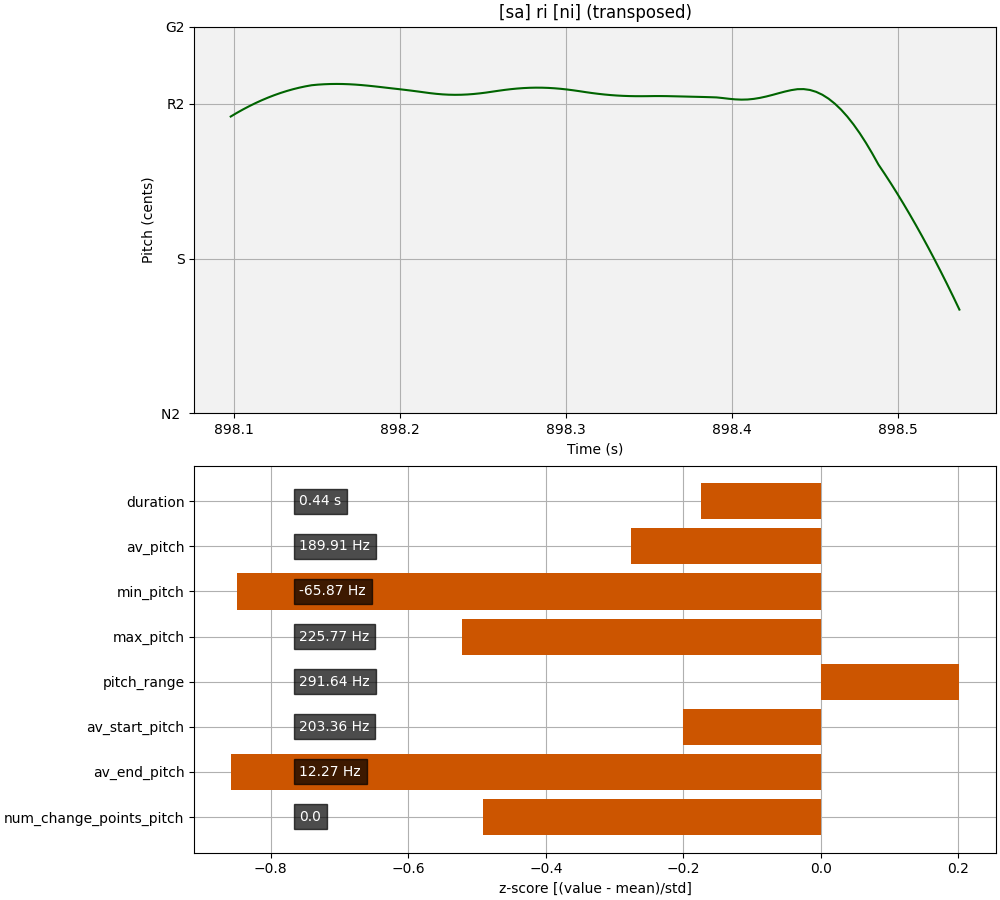 [sa] ri [ni] (transposed)
G2
R2
S
N2
Pitch (cents)
898.1 898.2 898.3 898.4 898.5
Time (s)
duration 0.44 s
av_pitch 189.91 Hz
min_pitch -65.87 Hz
max_pitch 225.77 Hz
pitch_range 291.64 Hz
av_start_pitch 203.36 Hz
av_end_pitch 12.27 Hz
num_change_points_pitch 0.0
−0.8 −0.6 −0.4 −0.2 0.0 0.2
z-score [(value - mean)/std]